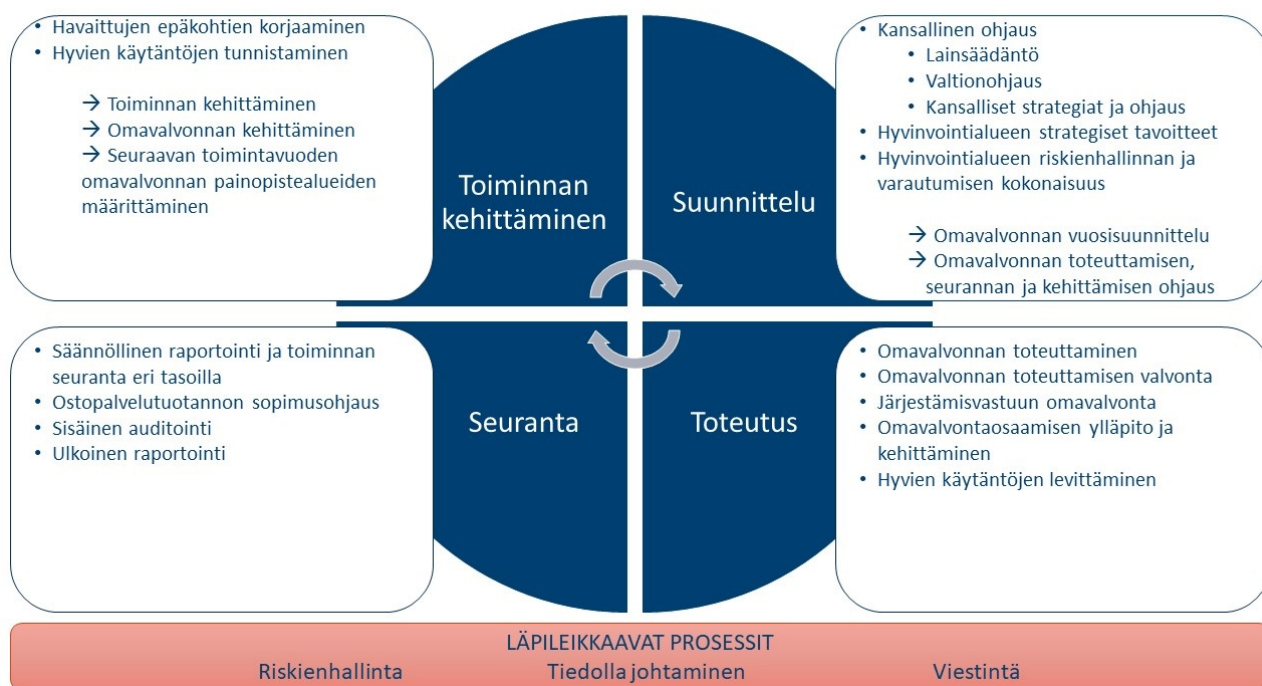 • Havaittujen epäkohtien korjaaminen
• Hyvien käytäntöjen tunnistaminen
→ Toiminnan kehittäminen
→ Omavalvonnan kehittäminen
→ Seuraavan toimintavuoden
omavalvonnan painopistealueiden
määrittäminen
Toiminnan
kehittäminen
Suunnittelu
• Kansallinen ohjaus
• Lainsäädäntö
• Valtionohjaus
• Kansalliset strategiat ja ohjaus
• Hyvinvointialueen strategiset tavoitteet
• Hyvinvointialueen riskienhallinnan ja
varautumisen kokonaisuus
→ Omavalvonnan vuosisuunnittelu
→ Omavalvonnan toteuttamisen,
seurannan ja kehittämisen ohjaus
• Säännöllinen raportointi ja toiminnan
seuranta eri tasoilla
• Ostopalvelutuotannon sopimusohjaus
• Sisäinen auditointi
• Ulkoinen raportointi
Seuranta
Toteutus
• Omavalvonnan toteuttaminen
• Omavalvonnan toteuttamisen valvonta
• Järjestämisvastuun omavalvonta
• Omavalvontaosaamisen ylläpito ja
kehittäminen
• Hyvien käytäntöjen levittäminen
LÄPILEIKKAAVAT PROSESSIT
Riskienhallinta Tiedolla johtaminen Viestintä